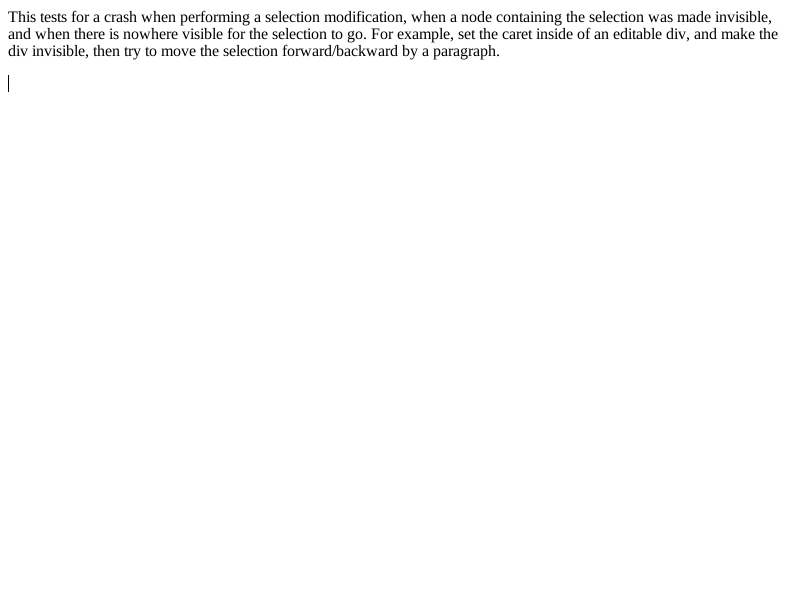 This tests for a crash when performing a selection modification, when a node containing the selection was made invisible,
and when there is nowhere visible for the selection to go. For example, set the caret inside of an editable div, and make the
div invisible, then try to move the selection forward/backward by a paragraph.